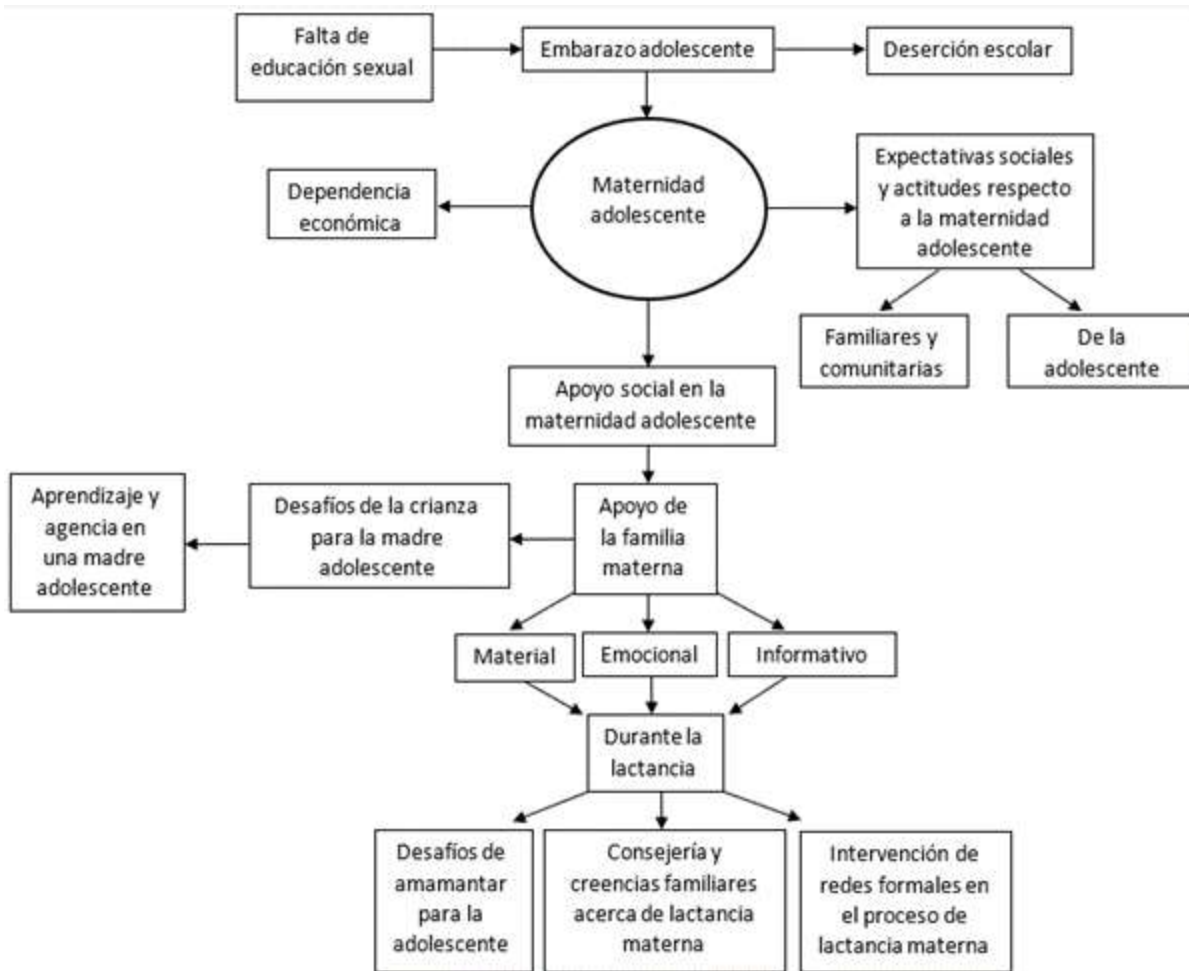 Falta de
educación sexual
Embarazo adolescente
Deserción escolar
Dependencia
económica
Maternidad
adolescente
Expectativas sociales
y actitudes respecto
a la maternidad
adolescente
Familiares y
comunitarias
De la
adolescente
Apoyo social en la
maternidad adolescente
Aprendizaje y
agencia en
una madre
adolescente
Desafíos de la crianza
para la madre
adolescente
Apoyo de
la familia
materna
Material
Emocional
Informativo
Durante la
lactancia
Desafíos de
amamantar
para la
adolescente
Consejería y
creencias familiares
acerca de lactancia
materna
Intervención de
redes formales en
el proceso de
lactancia materna